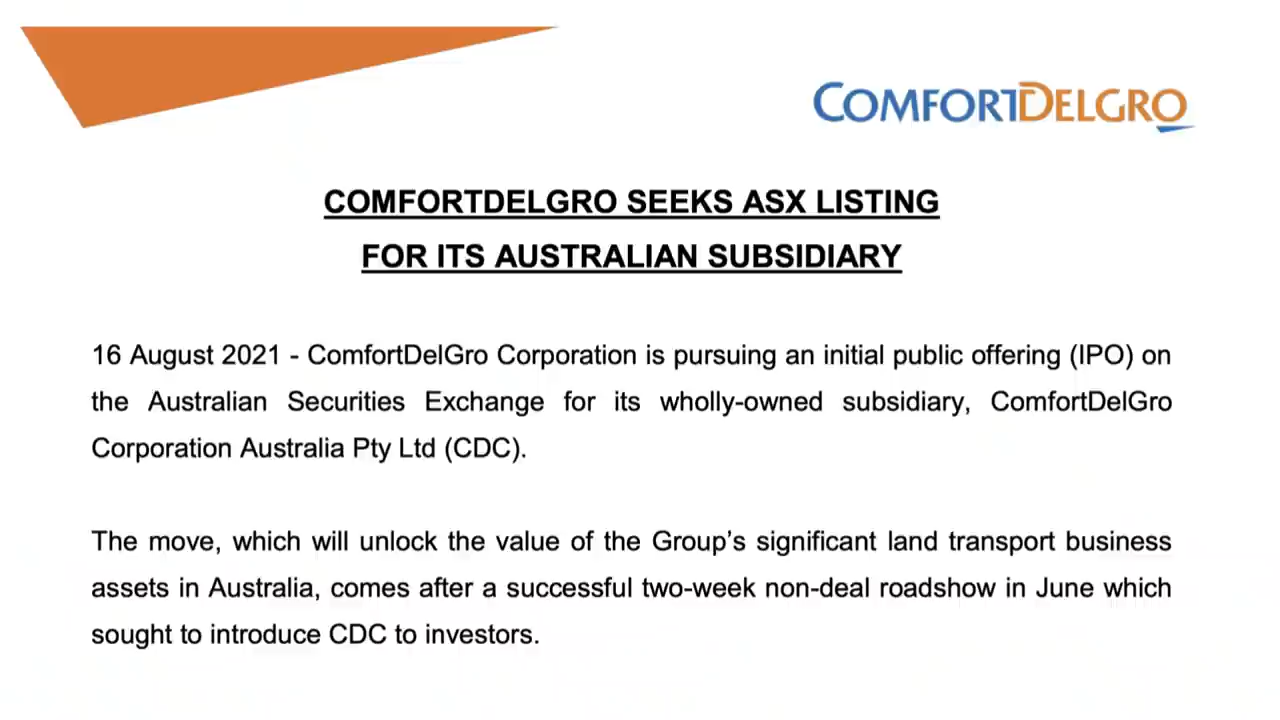 COMFORTDELGRO
COMFORTDELGRO SEEKS ASX LISTING
FOR ITS AUSTRALIAN SUBSIDIARY
16 August 2021 - ComfortDelGro Corporation is pursuing an initial public offering (IPO) on
the Australian Securities Exchange for its wholly-owned subsidiary, ComfortDelGro
Corporation Australia Pty Ltd (CDC).
The move, which will unlock the value of the Group’s significant land transport business
assets in Australia, comes after a successful two-week non-deal roadshow in June which
sought to introduce CDC to investors.